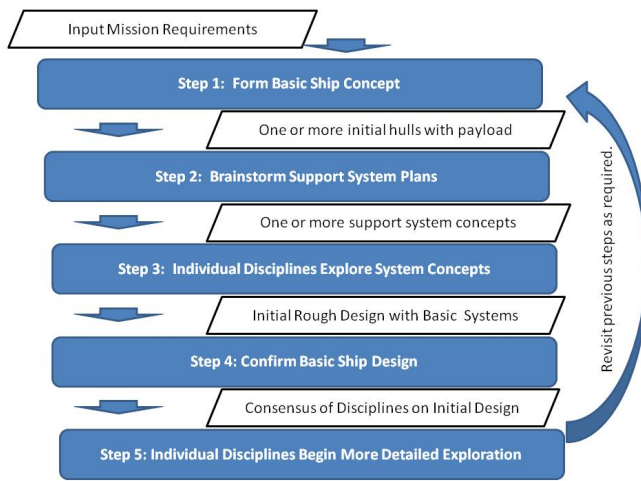 Input Mission Requirements
Step 1: Form Basic Ship Concept
One or more initial hulls with payload
Step 2: Brainstorm Support System Plans
One or more support system concepts
Step 3: Individual Disciplines Explore System Concepts
Initial Rough Design with Basic Systems
Step 4: Confirm Basic Ship Design
Consensus of Disciplines on Initial Design
Step 5: Individual Disciplines Begin More Detailed Exploration
Revisit previous steps as required.